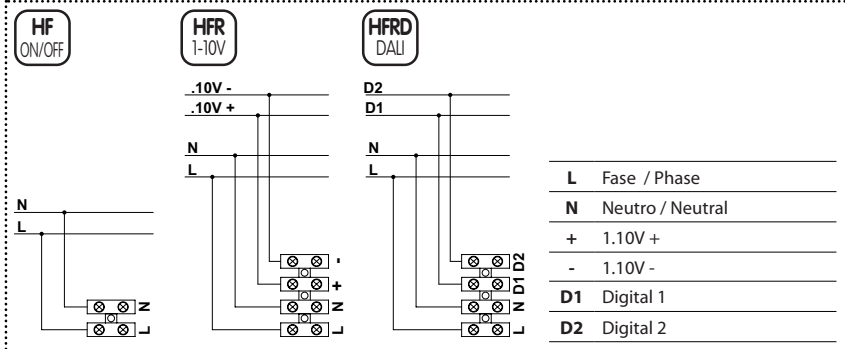 HF
ON/OFF
N
L
N
L
HFR
1-10V
.10V -
.10V +
N
L
-
+
N
L
HFRD
DALI
D2
D1
N
L
D2
D1
N
L
L Fase / Phase
N Neutro / Neutral
+ 1.10V +
- 1.10V -
D1 Digital 1
D2 Digital 2